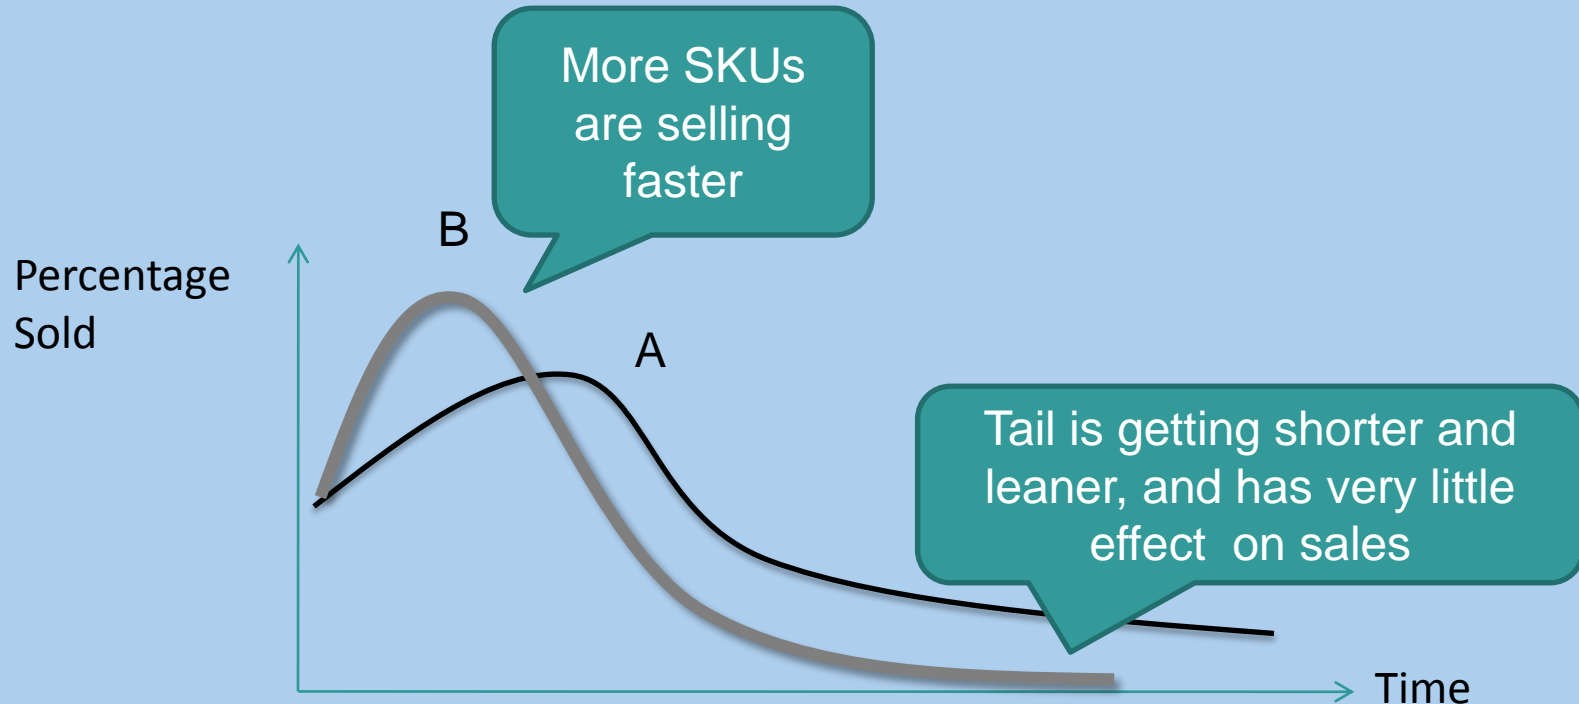 More SKUs
are selling
faster
B
Percentage
Sold
A
Tail is getting shorter and
leaner, and has very little
effect  on sales
Time